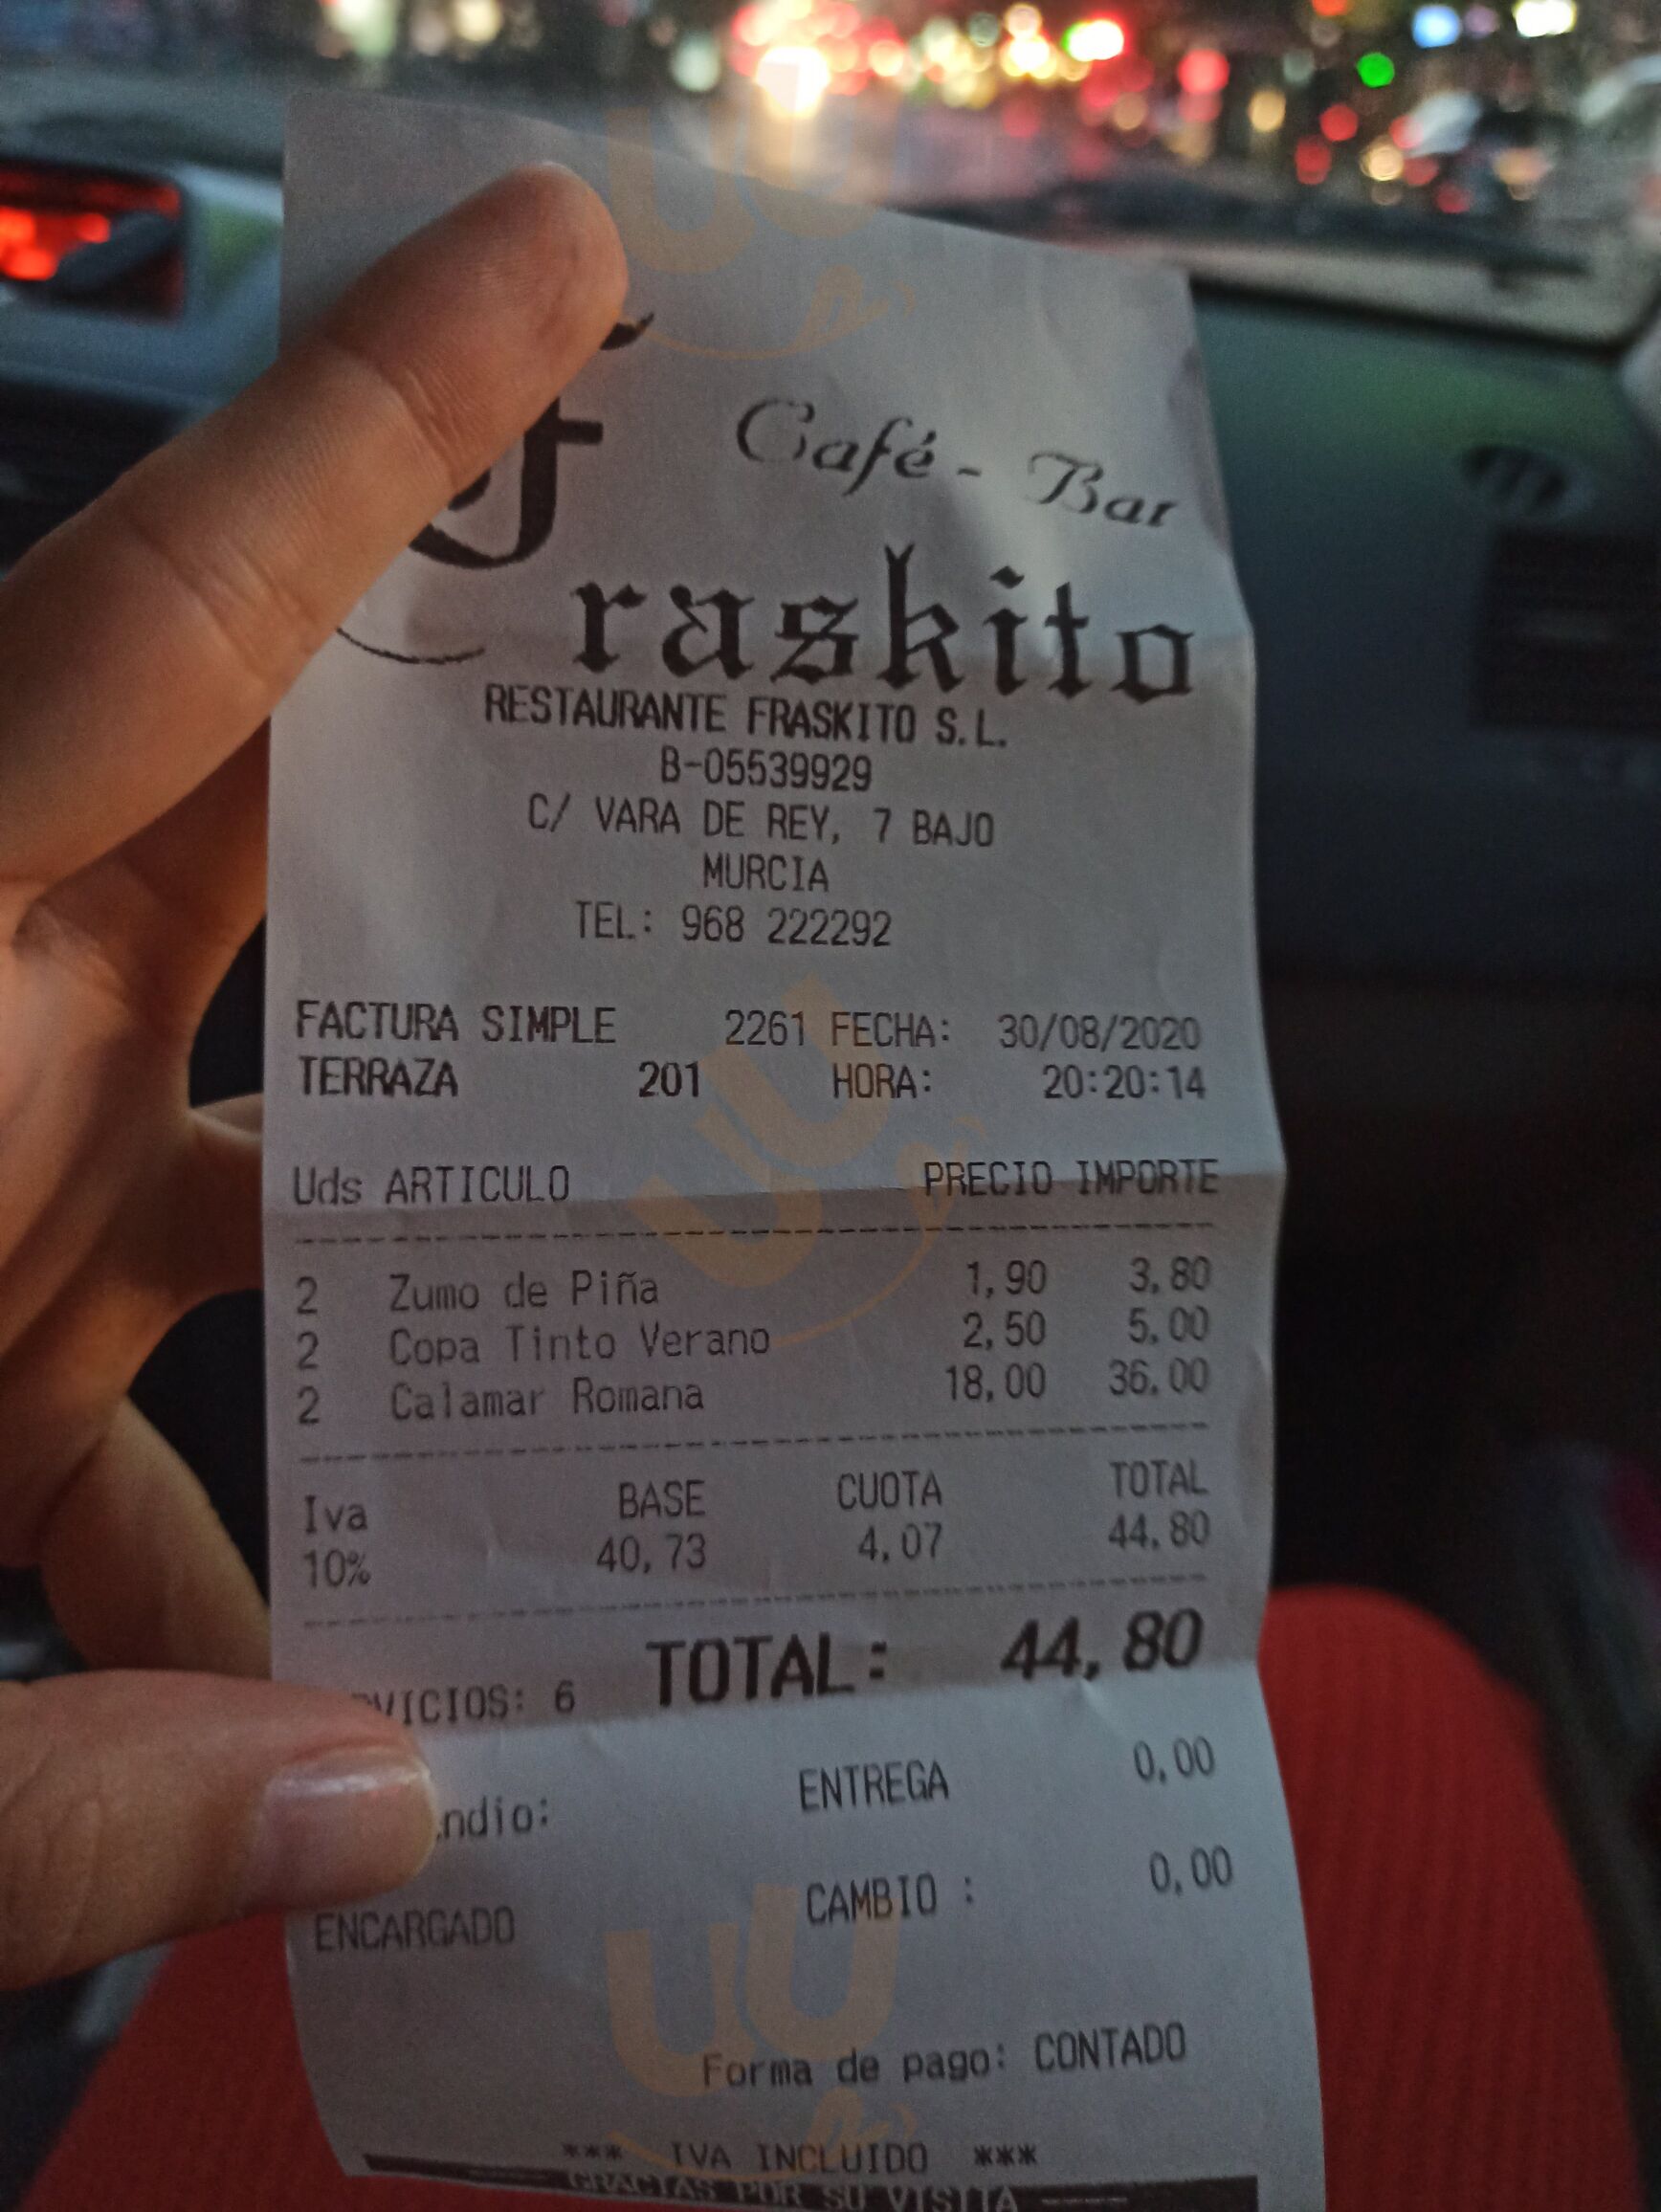 Café - Bar
Fraskito
RESTAURANTE FRASKITO S.L.
B-05539929
C/ VARA DE REY, 7 BAJO
MURCIA
TEL: 968 222292
FACTURA SIMPLE 2261 FECHA: 30/08/2020
TERRAZA 201 HORA: 20:20:14
Uds ARTICULO PRECIO IMPORTE
2 Zumo de Piña 1,90 3,80
2 Copa Tinto Verano 2,50 5,00
2 Calamar Romana 18,00 36,00
Iva BASE CUOTA TOTAL
10% 40,73 4,07 44,80
TOTAL: 44,80
VICIOS: 6
ENTREGA 0,00
ndio:
CAMBIO : 0,00
ENCARGADO
Forma de pago: CONTADO
*** IVA INCLUIDO ***
GRACIAS POR SU VISITA